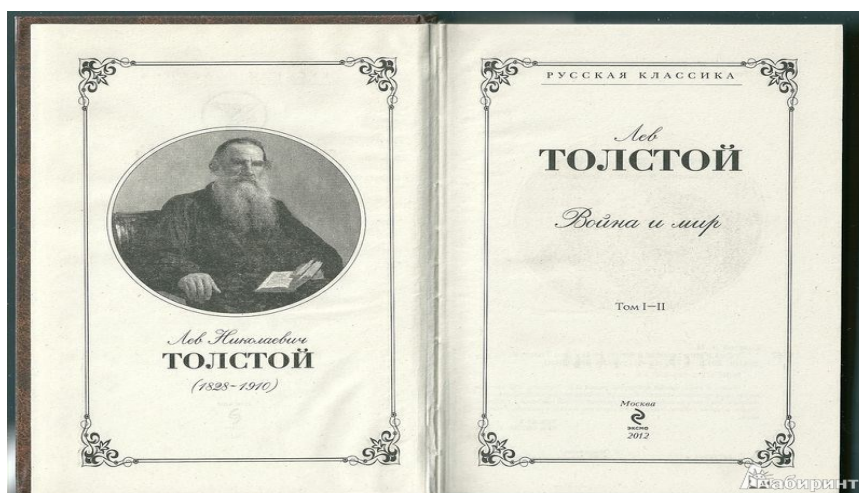 Лев Николаевич
ТОЛСТОЙ
(1828–1910)
РУССКАЯ КЛАССИКА
Лев
ТОЛСТОЙ
Война и мир
Том I–II
Москва
ЭКСМО
2012
Лабиринт